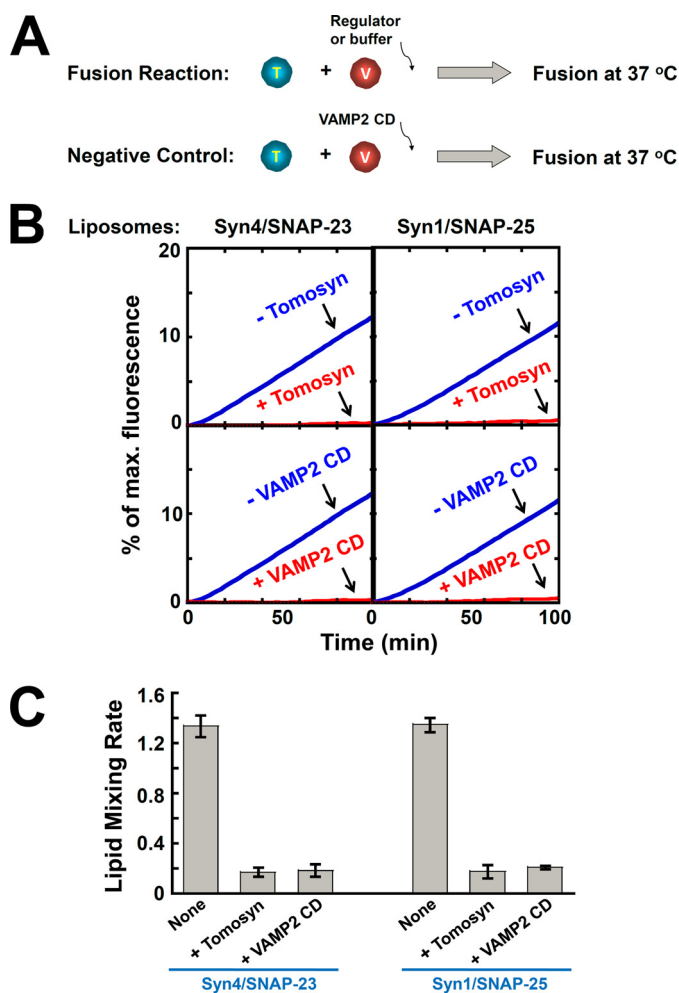 A
Regulator
or buffer
Fusion Reaction: T + V Fusion at 37 ºC
VAMP2 CD
Negative Control: T + V Fusion at 37 ºC
B
Liposomes: Syn4/SNAP-23 Syn1/SNAP-25
% of max. fluorescence
20
10
0
- Tomosyn
+ Tomosyn
- Tomosyn
+ Tomosyn
10
0
- VAMP2 CD
+ VAMP2 CD
- VAMP2 CD
+ VAMP2 CD
0 50 0 50 100
Time (min)
C
Lipid Mixing Rate
1.6
1.2
0.8
0.4
0
None
+ Tomosyn
+ VAMP2 CD
None
+ Tomosyn
+ VAMP2 CD
Syn4/SNAP-23 Syn1/SNAP-25